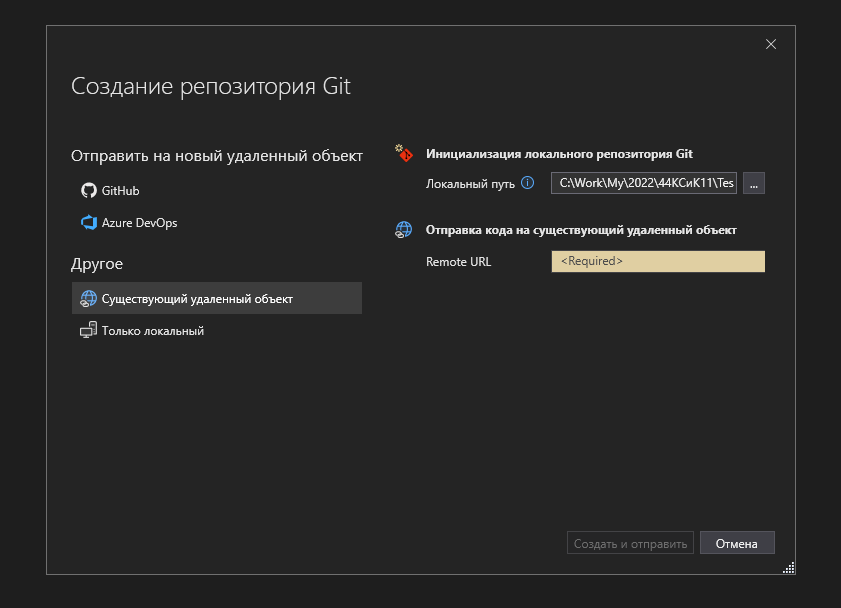 Создание репозитория Git
Отправить на новый удаленный объект
GitHub
Azure DevOps
Другое
Существующий удаленный объект
Только локальный
Инициализация локального репозитория Git
Локальный путь
C:\Work\My\2022\44КСиК11\Tes
...
Отправка кода на существующий удаленный объект
Remote URL
<Required>
Создать и отправить
Отмена